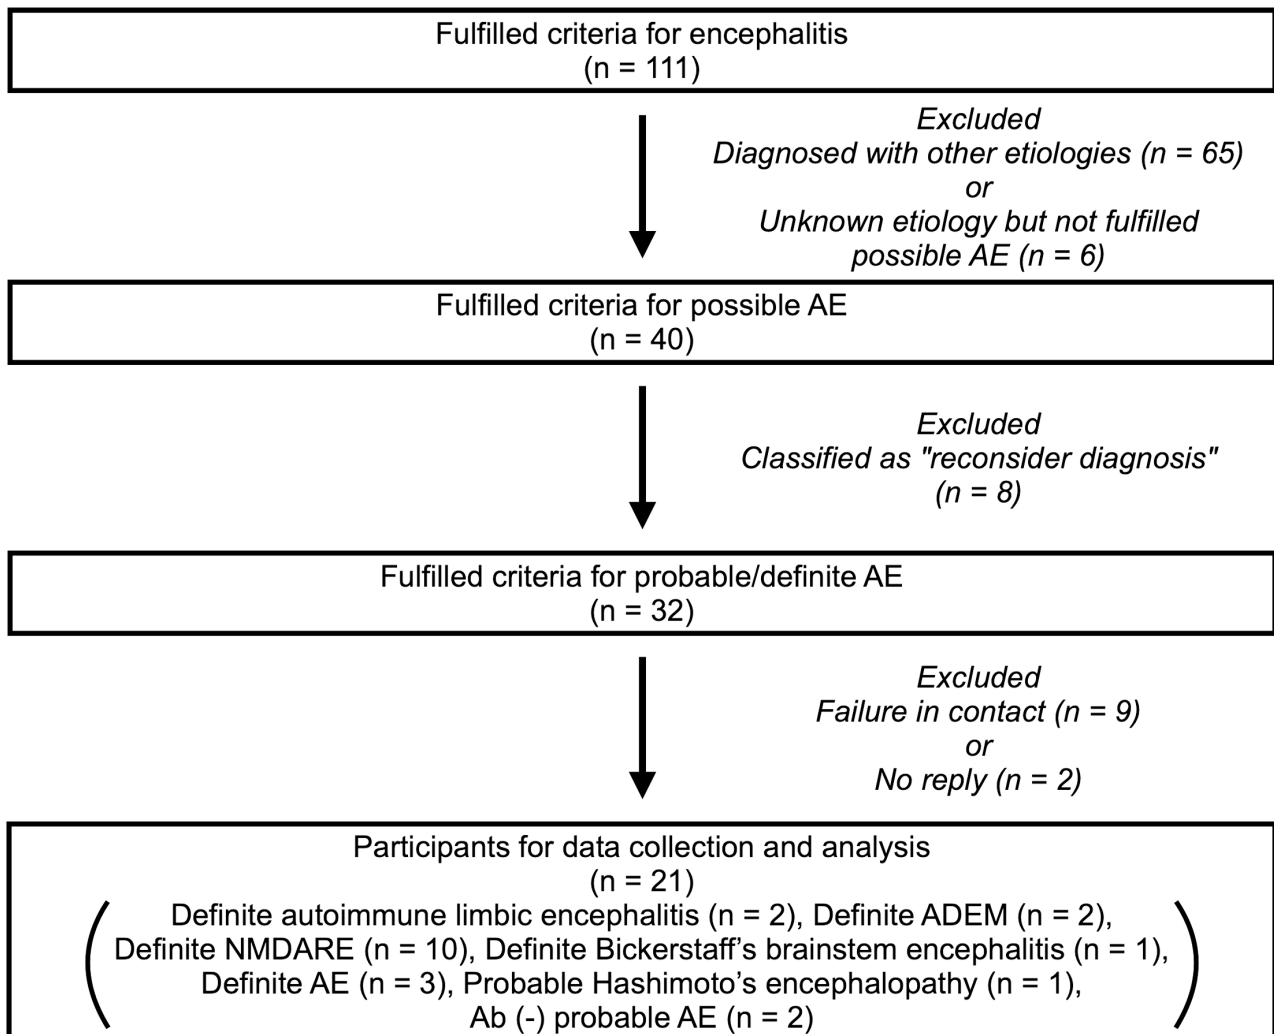 Fulfilled criteria for encephalitis
(n = 111)
Excluded
Diagnosed with other etiologies (n = 65)
or
Unknown etiology but not fulfilled
possible AE (n = 6)
Fulfilled criteria for possible AE
(n = 40)
Excluded
Classified as "reconsider diagnosis"
(n = 8)
Fulfilled criteria for probable/definite AE
(n = 32)
Excluded
Failure in contact (n = 9)
or
No reply (n = 2)
Participants for data collection and analysis
(n = 21)
Definite autoimmune limbic encephalitis (n = 2), Definite ADEM (n = 2),
Definite NMDARE (n = 10), Definite Bickerstaff’s brainstem encephalitis (n = 1),
Definite AE (n = 3), Probable Hashimoto’s encephalopathy (n = 1),
Ab (-) probable AE (n = 2)